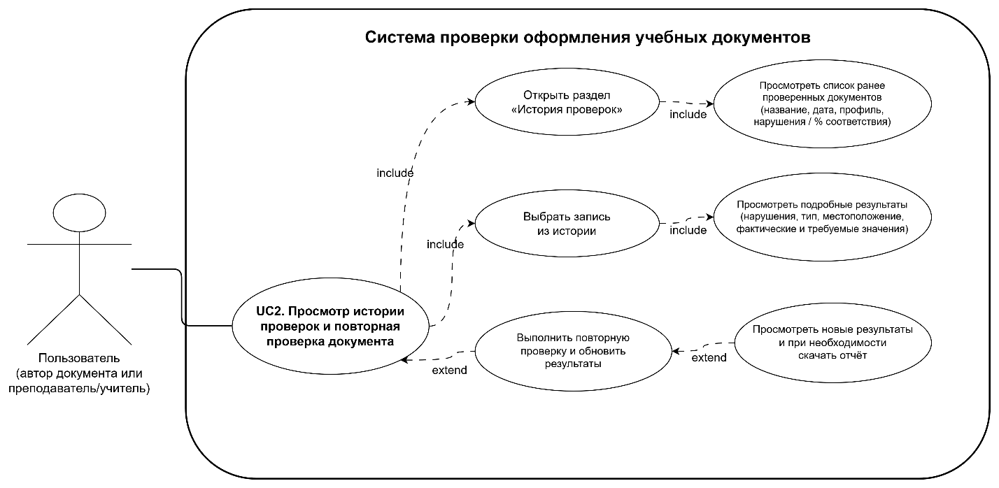 Система проверки оформления учебных документов
Открыть раздел
«История проверок»
include
Просмотреть список ранее
проверенных документов
(название, дата, профиль,
нарушения / % соответствия)
include
Выбрать запись
из истории
include
Просмотреть подробные результаты
(нарушения, тип, местоположение,
фактические и требуемые значения)
include
UC2. Просмотр истории
проверок и повторная
проверка документа
extend
Выполнить повторную
проверку и обновить
результаты
extend
Просмотреть новые результаты
и при необходимости
скачать отчёт
Пользователь
(автор документа или
преподаватель/учитель)